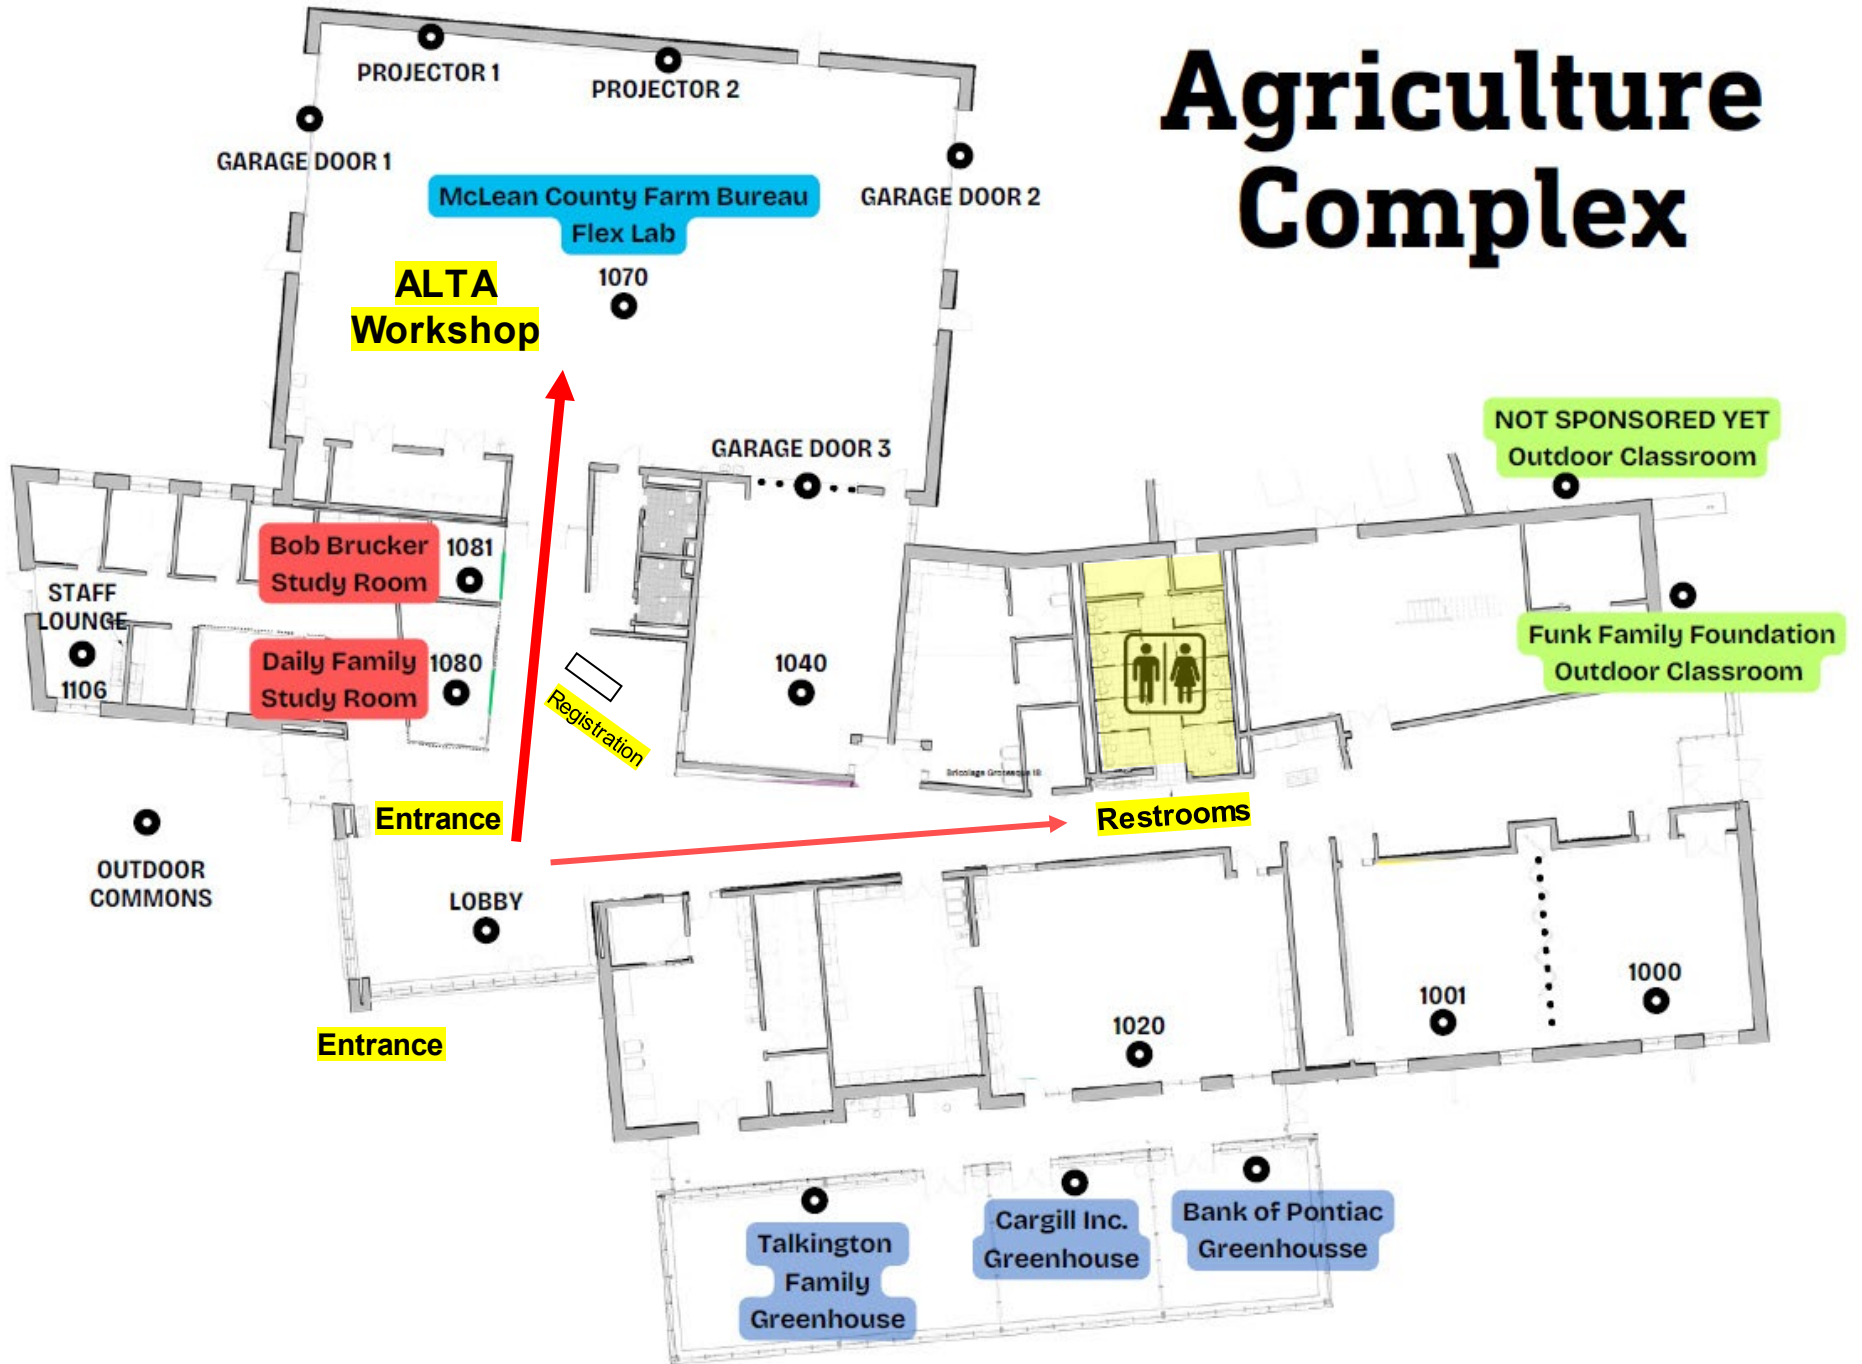 Agriculture
Complex
PROJECTOR 1
PROJECTOR 2
GARAGE DOOR 1
GARAGE DOOR 2
McLean County Farm Bureau
Flex Lab
1070
ALTA
Workshop
GARAGE DOOR 3
NOT SPONSORED YET
Outdoor Classroom
Bob Brucker
Study Room
1081
STAFF
LOUNGE
1106
Daily Family
Study Room
1080
Registration
1040
Funk Family Foundation
Outdoor Classroom
Bricolage Grotesque 18
Entrance
Restrooms
OUTDOOR
COMMONS
LOBBY
Entrance
1020
1001
1000
Talkington
Family
Greenhouse
Cargill Inc.
Greenhouse
Bank of Pontiac
Greenhousse